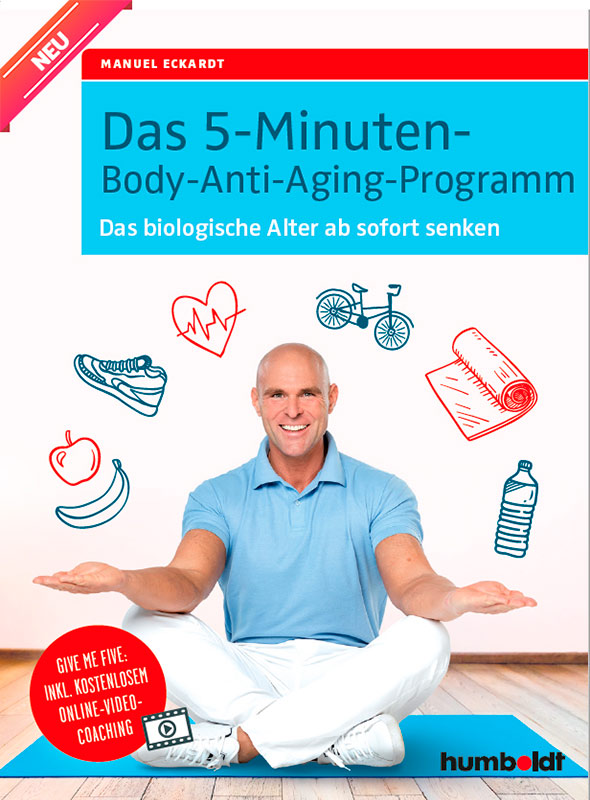 NEU
MANUEL ECKARDT
Das 5-Minuten-
Body-Anti-Aging-Programm
Das biologische Alter ab sofort senken
GIVE ME FIVE:
INKL. KOSTENLOSEM
ONLINE-VIDEO-
COACHING
humboldt